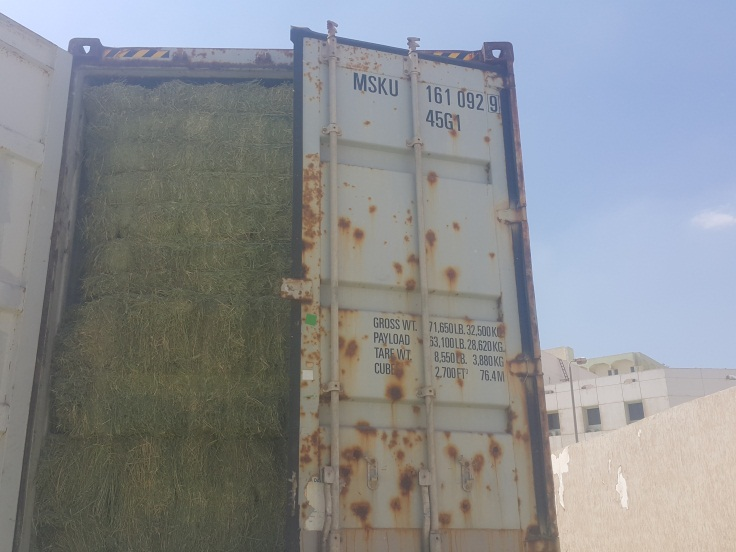 MSKU 161 092 9
45G1
GROSS WT. 71,650 LB. 32,500 KG.
PAYLOAD 63,100 LB. 28,620 KG.
TARE WT. 8,550 LB. 3,880 KG
CUBE 2,700 FT³ 76.4 M